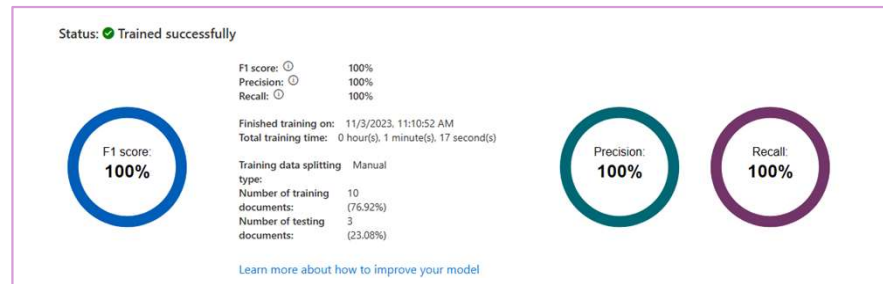 Status: Trained successfully
F1 score: 100%
Precision: 100%
Recall: 100%
Finished training on: 11/3/2023, 11:10:52 AM
Total training time: 0 hour(s), 1 minute(s), 17 second(s)
Training data splitting Manual
type:
Number of training 10
documents: (76.92%)
Number of testing 3
documents: (23.08%)
Learn more about how to improve your model
F1 score:
100%
Precision:
100%
Recall:
100%